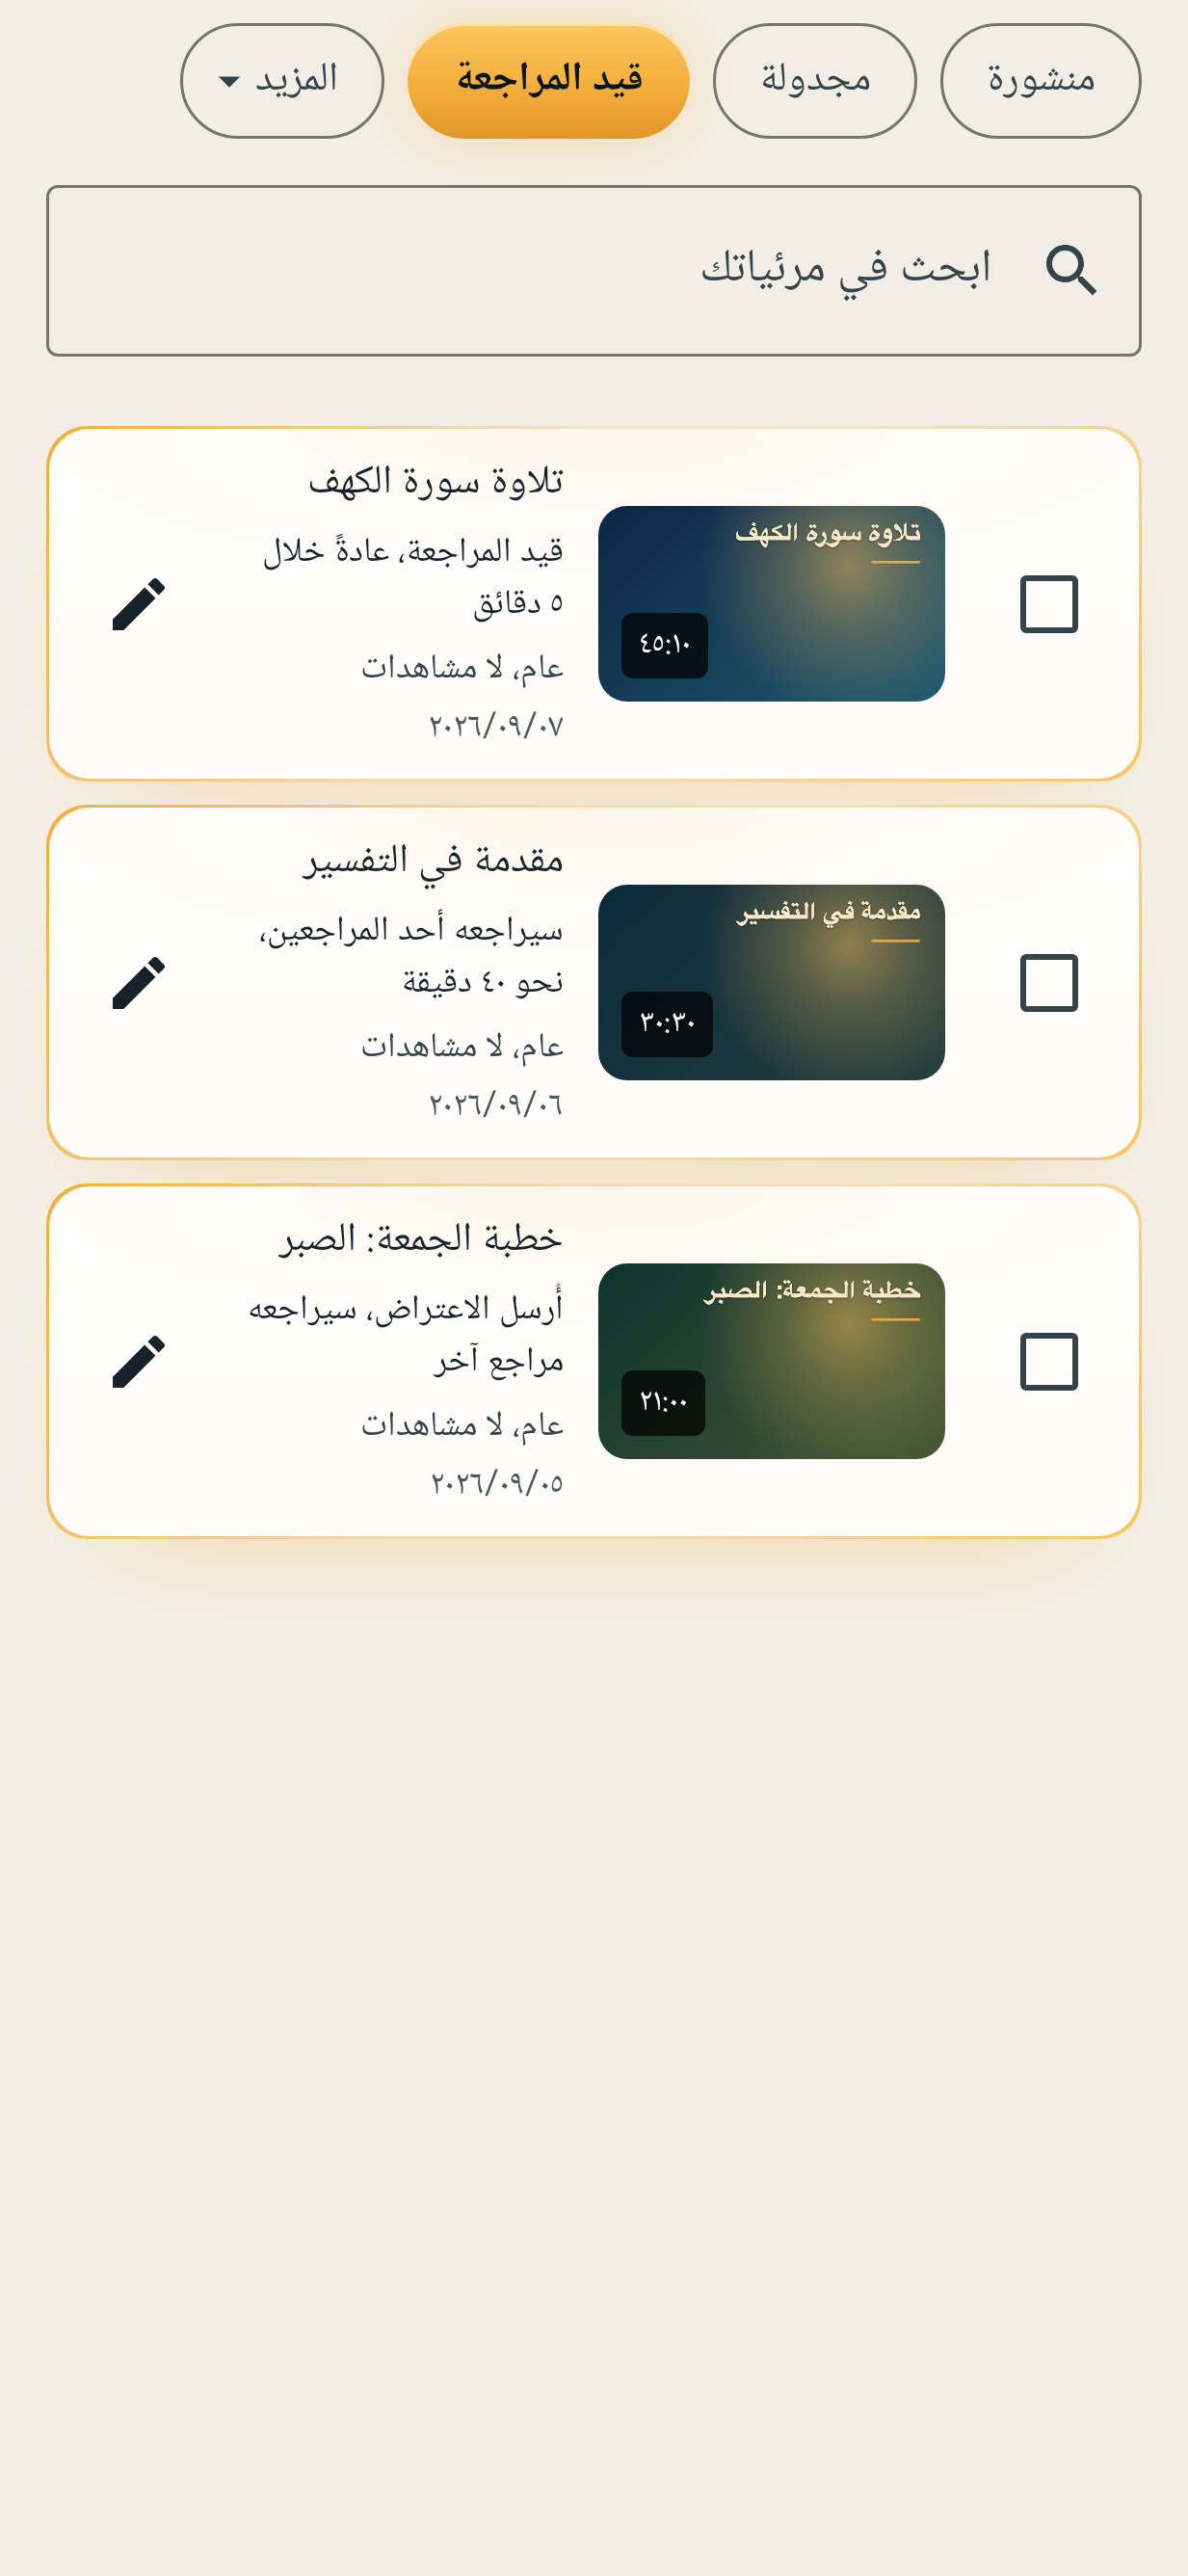 منشورة
مجدولة
قيد المراجعة
المزيد
ابحث في مرئياتك
تلاوة سورة الكهف
٤٥:١٠
تلاوة سورة الكهف
قيد المراجعة، عادةً خلال
٥ دقائق
عام، لا مشاهدات
٢٠٢٦/٠٩/٠٧
مقدمة في التفسير
٣٠:٣٠
مقدمة في التفسير
سيراجعه أحد المراجعين،
نحو ٤٠ دقيقة
عام، لا مشاهدات
٢٠٢٦/٠٩/٠٦
خطبة الجمعة: الصبر
٢١:٠٠
خطبة الجمعة: الصبر
أُرسل الاعتراض، سيراجعه
مراجع آخر
عام، لا مشاهدات
٢٠٢٦/٠٩/٠٥